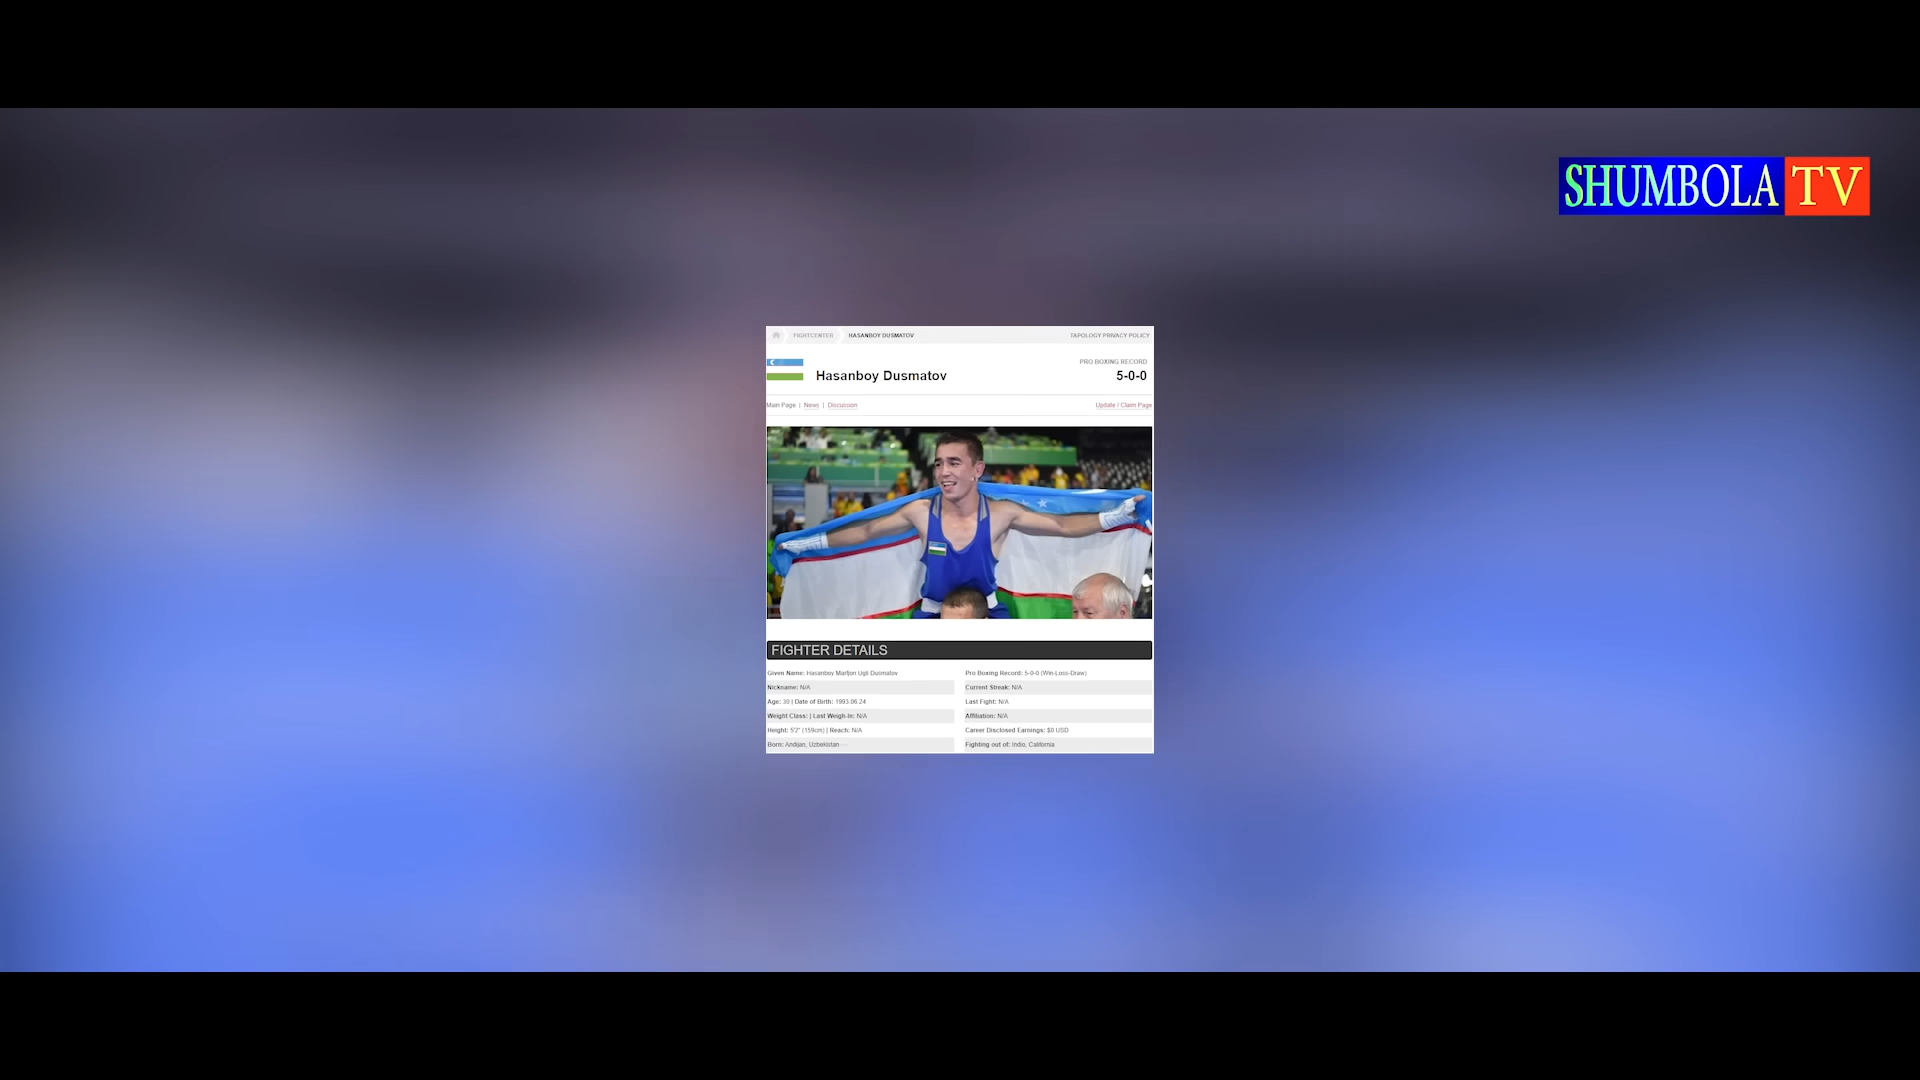 SHUMBOLA TV
FIGHTCENTER HASANBOY DUSMATOV TAPOLOGY PRIVACY POLICY
PRO BOXING RECORD
Hasanboy Dusmatov 5-0-0
Main Page | News | Discussion Update / Claim Page
FIGHTER DETAILS
Given Name: Hasanboy Marfjon Ugli Dusmatov Pro Boxing Record: 5-0-0 (Win-Loss-Draw)
Nickname: N/A Current Streak: N/A
Age: 30 | Date of Birth: 1993.06.24 Last Fight: N/A
Weight Class: | Last Weigh-In: N/A Affiliation: N/A
Height: 5'2" (159cm) | Reach: N/A Career Disclosed Earnings: $0 USD
Born: Andijan, Uzbekistan Fighting out of: Indio, California